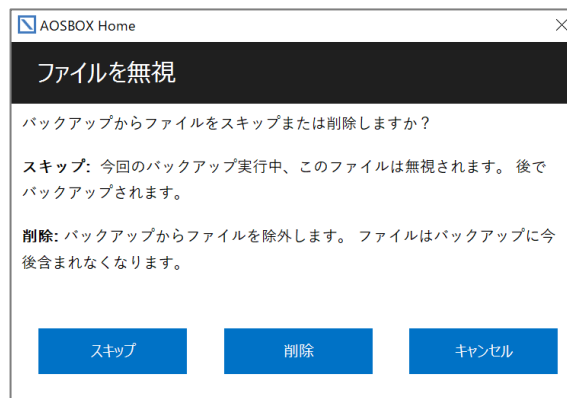 AOSBOX Home
ファイルを無視
バックアップからファイルをスキップまたは削除しますか？
スキップ: 今回のバックアップ実行中、このファイルは無視されます。 後で
バックアップされます。
削除: バックアップからファイルを除外します。 ファイルはバックアップに今
後含まれなくなります。
スキップ 削除 キャンセル